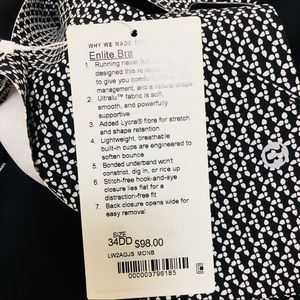 WHY WE MADE THIS
Enlite Bra
1. Running never felt
designed this
to give you
management, and a natural shape
2. Ultralu™ fabric is soft,
smooth, and powerfully
supportive
3. Added Lycra® fibre for stretch
and shape retention
4. Lightweight, breathable
built-in cups are engineered to
soften bounce
5. Bonded underband won't
constrict, dig in, or rice up
6. Stitch-free hook-and-eye
closure lies flat for a
distraction-free fit
7. Back closure opens wide for
easy removal
SIZE
34DD $98.00
LW2AGJS MDNB
000003796185